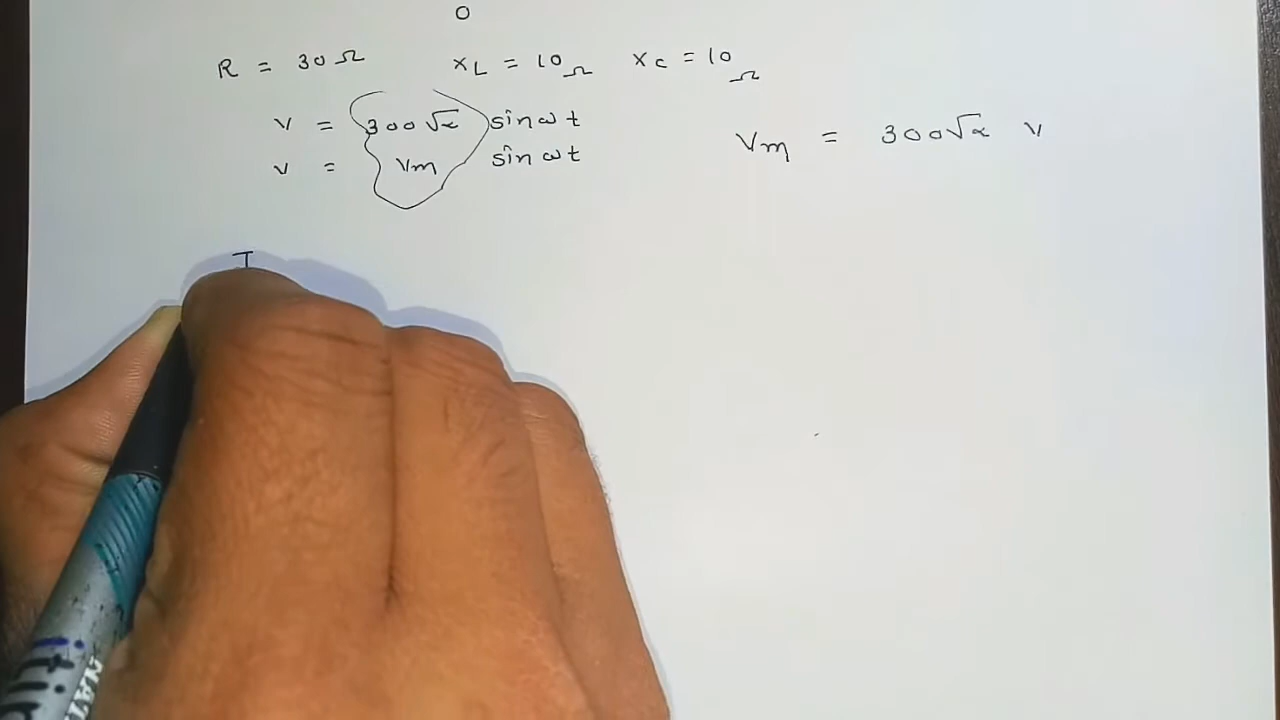 0
R = 30 Ω xL = 10 Ω xc = 10 Ω
v = 300√2 sin ωt
v = Vm sin ωt
Vm = 300√2 v
I